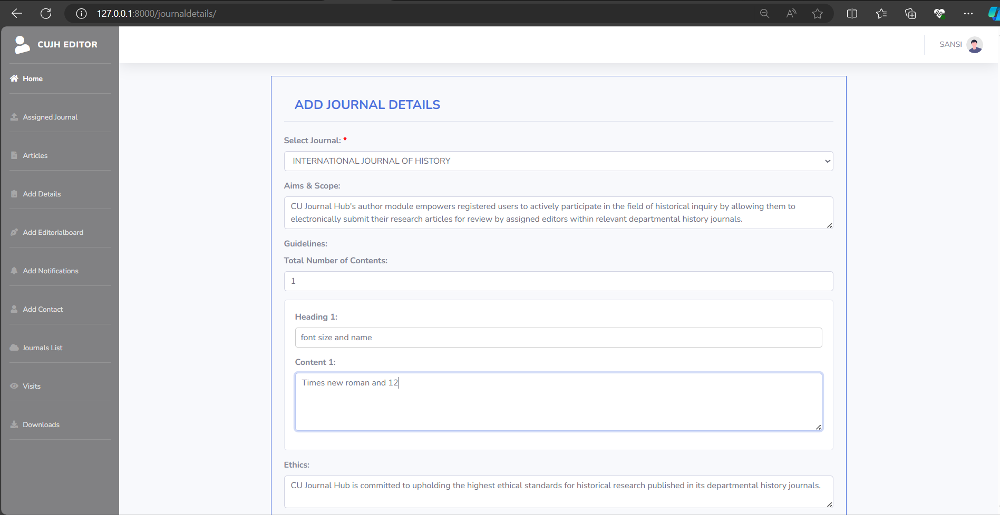 127.0.0.1:8000/journaldetails/
CUJH EDITOR
SANSI
Home
Assigned Journal
Articles
Add Details
Add Editorialboard
Add Notifications
Add Contact
Journals List
Visits
Downloads
ADD JOURNAL DETAILS
Select Journal: *
INTERNATIONAL JOURNAL OF HISTORY
Aims & Scope:
CU Journal Hub's author module empowers registered users to actively participate in the field of historical inquiry by allowing them to
electronically submit their research articles for review by assigned editors within relevant departmental history journals.
Guidelines:
Total Number of Contents:
1
Heading 1:
font size and name
Content 1:
Times new roman and 12
Ethics:
CU Journal Hub is committed to upholding the highest ethical standards for historical research published in its departmental history journals.